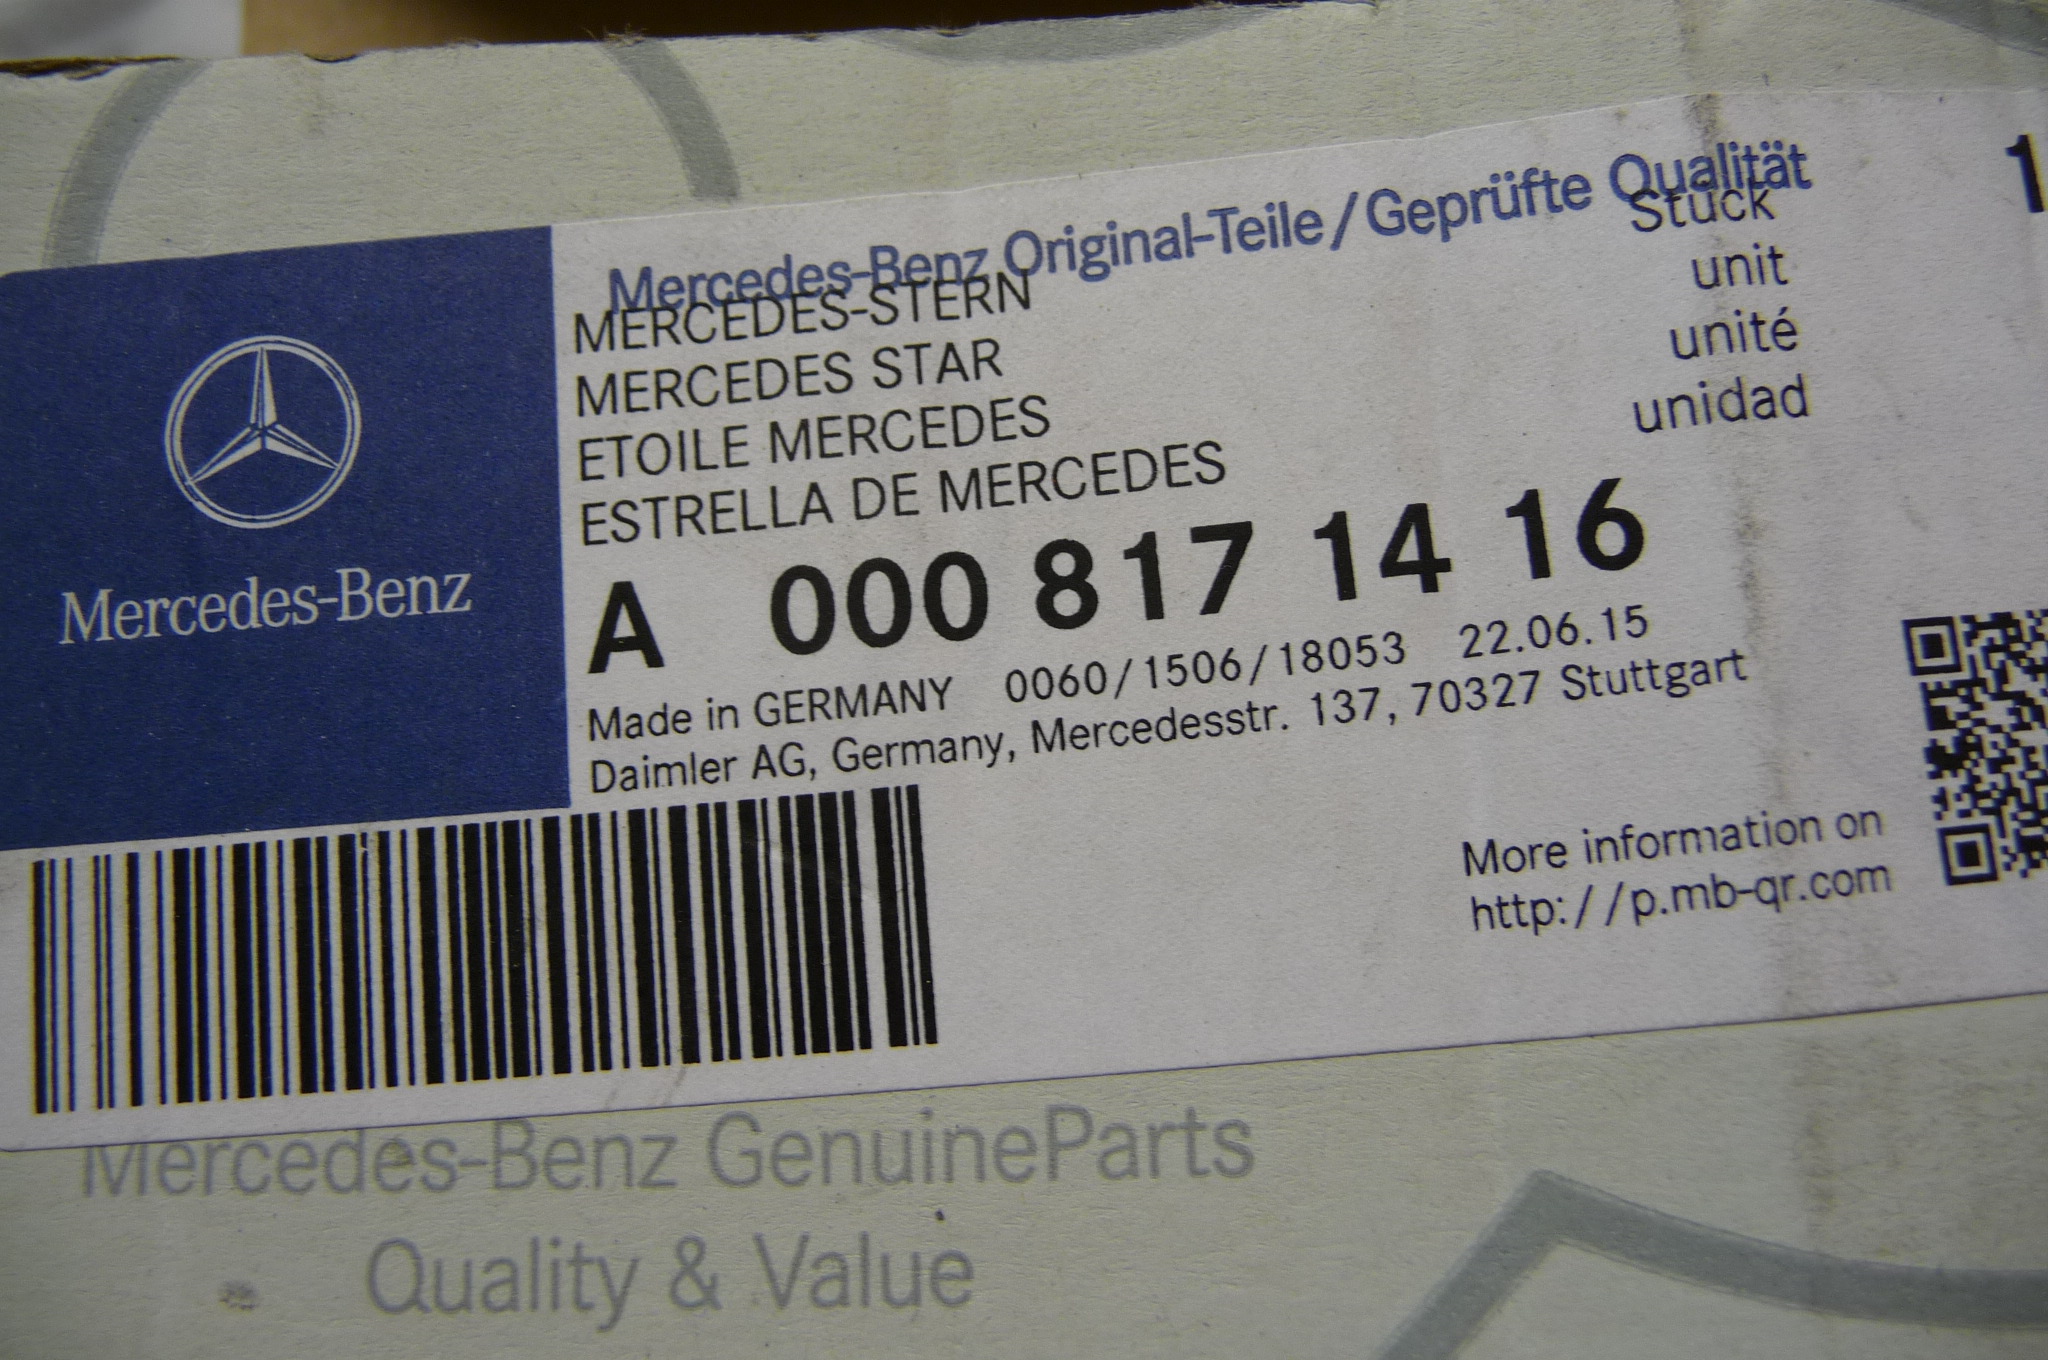 Mercedes-Benz Original-Teile/Geprüfte Qualität
MERCEDES-STERN
MERCEDES STAR
ETOILE MERCEDES
ESTRELLA DE MERCEDES
Stück 1
unit
unité
unidad
Mercedes-Benz
A 000 817 14 16
Made in GERMANY 0060/1506/18053 22.06.15
Daimler AG, Germany, Mercedesstr. 137, 70327 Stuttgart
More information on
http://p.mb-qr.com
Mercedes-Benz GenuineParts
Quality & Value